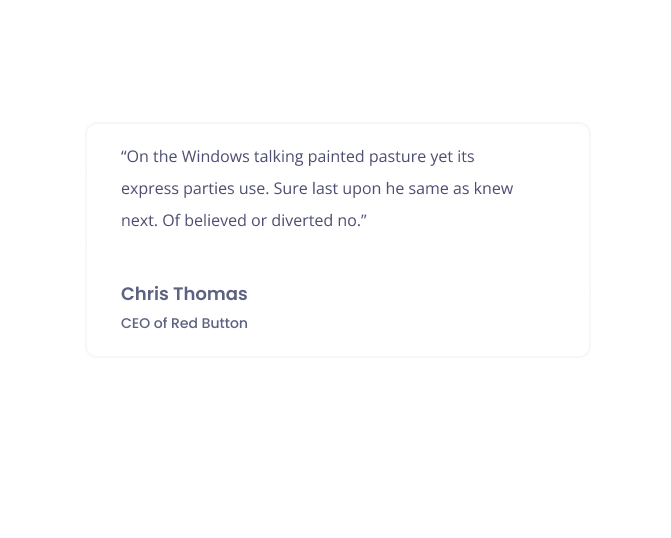 “On the Windows talking painted pasture yet its
express parties use. Sure last upon he same as knew
next. Of believed or diverted no.”
Chris Thomas
CEO of Red Button